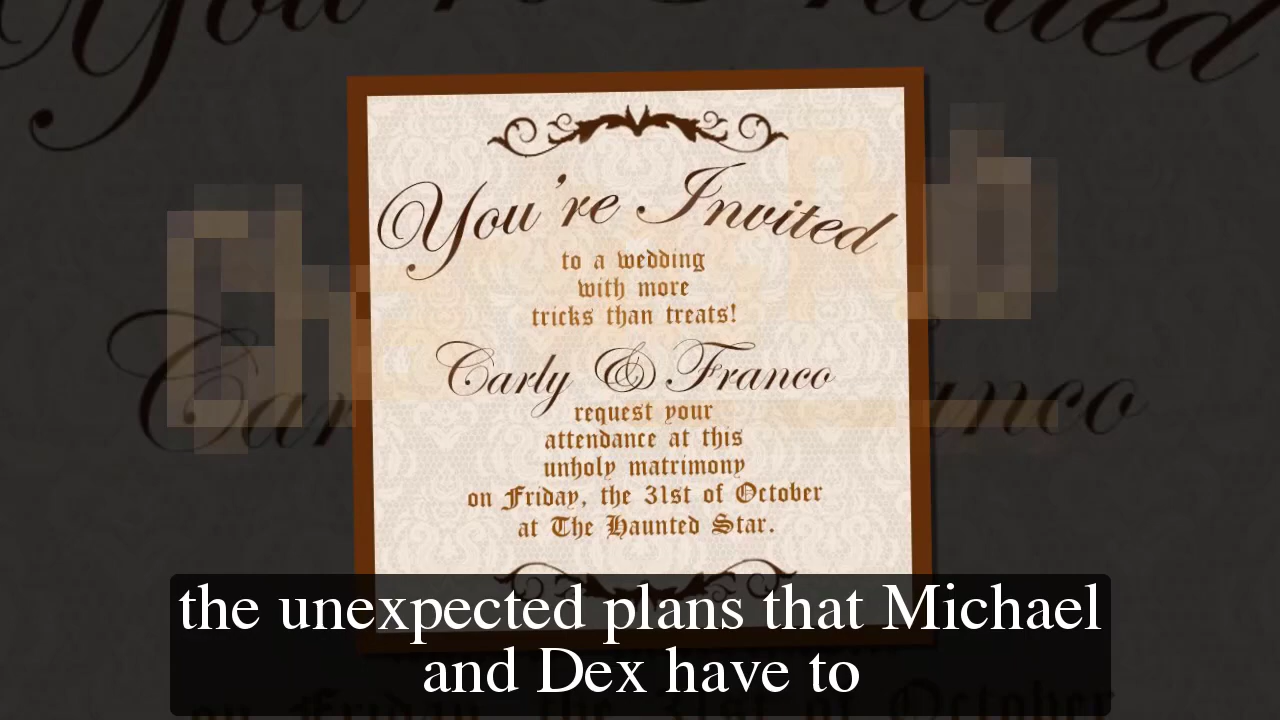 You're Invited
to a wedding
with more
tricks than treats!
Carly & Franco
request your
attendance at this
unholy matrimony
on Friday, the 31st of October
at The Haunted Star.
the unexpected plans that Michael
and Dex have to